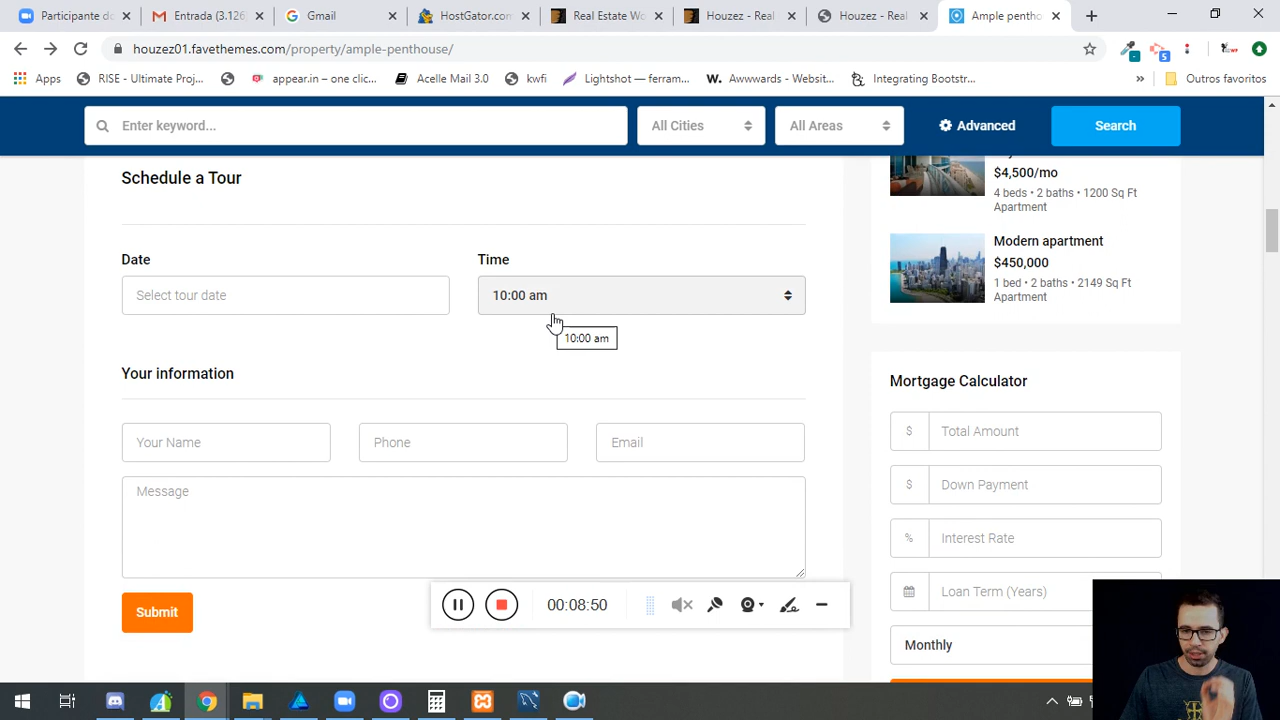 Participante do
Entrada (3.126
Gmail
HostGator.com
Real Estate Wo
Houzez - Real
Houzez - Real
Ample pentho
houzez01.favethemes.com/property/ample-penthouse/
Apps
RISE - Ultimate Proj...
appear.in – one clic...
Acelle Mail 3.0
kwfi
Lightshot — ferram...
Awwwards - Websit...
Integrating Bootstr...
Outros favoritos
Enter keyword...
All Cities
All Areas
Advanced
Search
Schedule a Tour
Date
Time
Select tour date
10:00 am
10:00 am
Your information
Your Name
Phone
Email
Message
Submit
00:08:50
$4,500/mo
4 beds • 2 baths • 1200 Sq Ft
Apartment
Modern apartment
$450,000
1 bed • 2 baths • 2149 Sq Ft
Apartment
Mortgage Calculator
$ Total Amount
$ Down Payment
% Interest Rate
Loan Term (Years)
Monthly